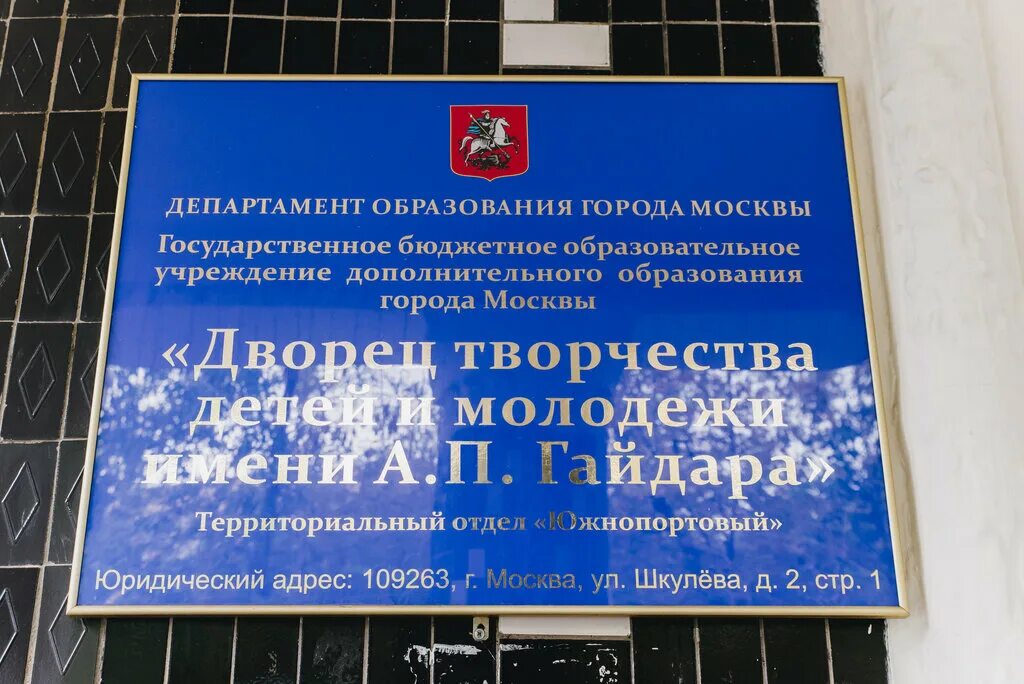 ДЕПАРТАМЕНТ ОБРАЗОВАНИЯ ГОРОДА МОСКВЫ
Государственное бюджетное образовательное
учреждение дополнительного образования
города Москвы
«Дворец творчества
детей и молодежи
имени А.П. Гайдара»
Территориальный отдел «Южнопортовый»
Юридический адрес: 109263, г. Москва, ул. Шкулёва, д. 2, стр. 1